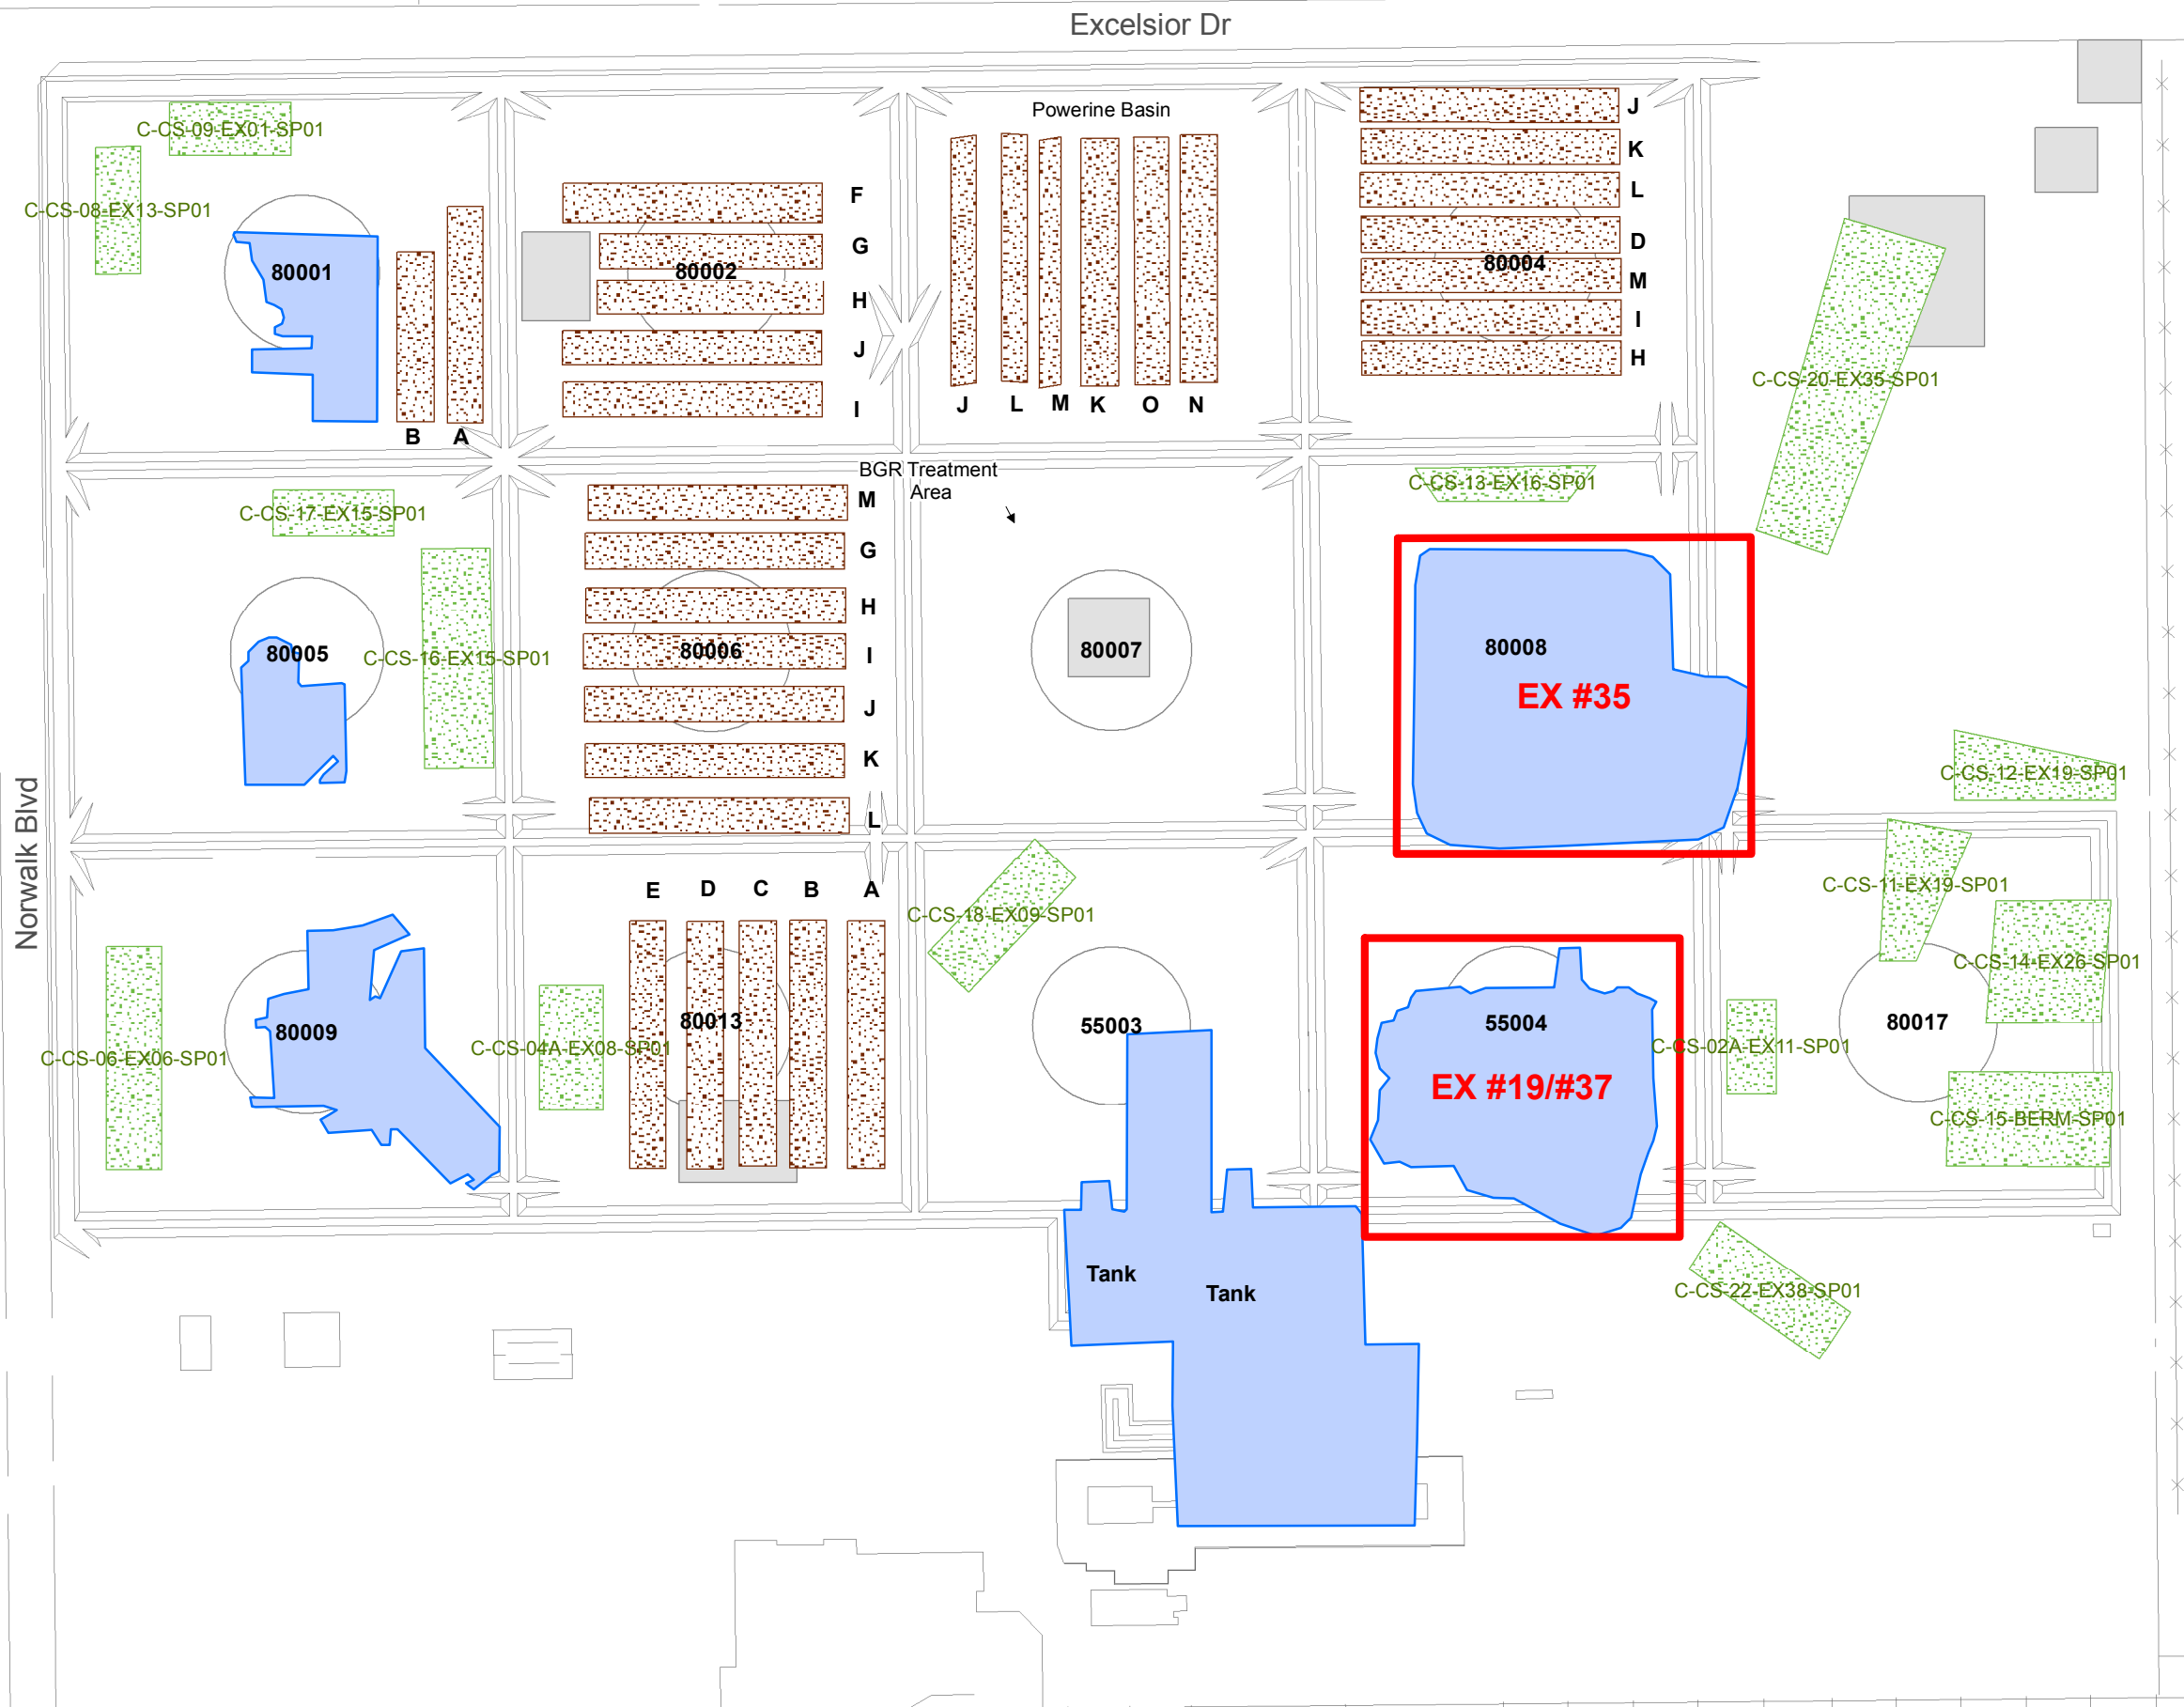 Excelsior Dr
Powerine Basin
C-CS-09-EX01-SP01
C-CS-08-EX13-SP01
80001
B
A
F
G
80002
H
J
I
J
L
M
K
O
N
J
K
L
D
80004
M
I
H
C-CS-20-EX35-SP01
BGR Treatment
Area
C-CS-17-EX15-SP01
80005
C-CS-16-EX15-SP01
M
G
H
80006
I
J
K
L
80007
C-CS-13-EX16-SP01
80008
EX #35
C-CS-12-EX19-SP01
Norwalk Blvd
C-CS-06-EX06-SP01
80009
C-CS-04A-EX08-SP01
E
D
C
B
A
80013
C-CS-18-EX09-SP01
55003
55004
EX #19/#37
C-CS-02A-EX11-SP01
C-CS-11-EX19-SP01
C-CS-14-EX26-SP01
80017
C-CS-15-BERM-SP01
Tank
Tank
C-CS-22-EX38-SP01